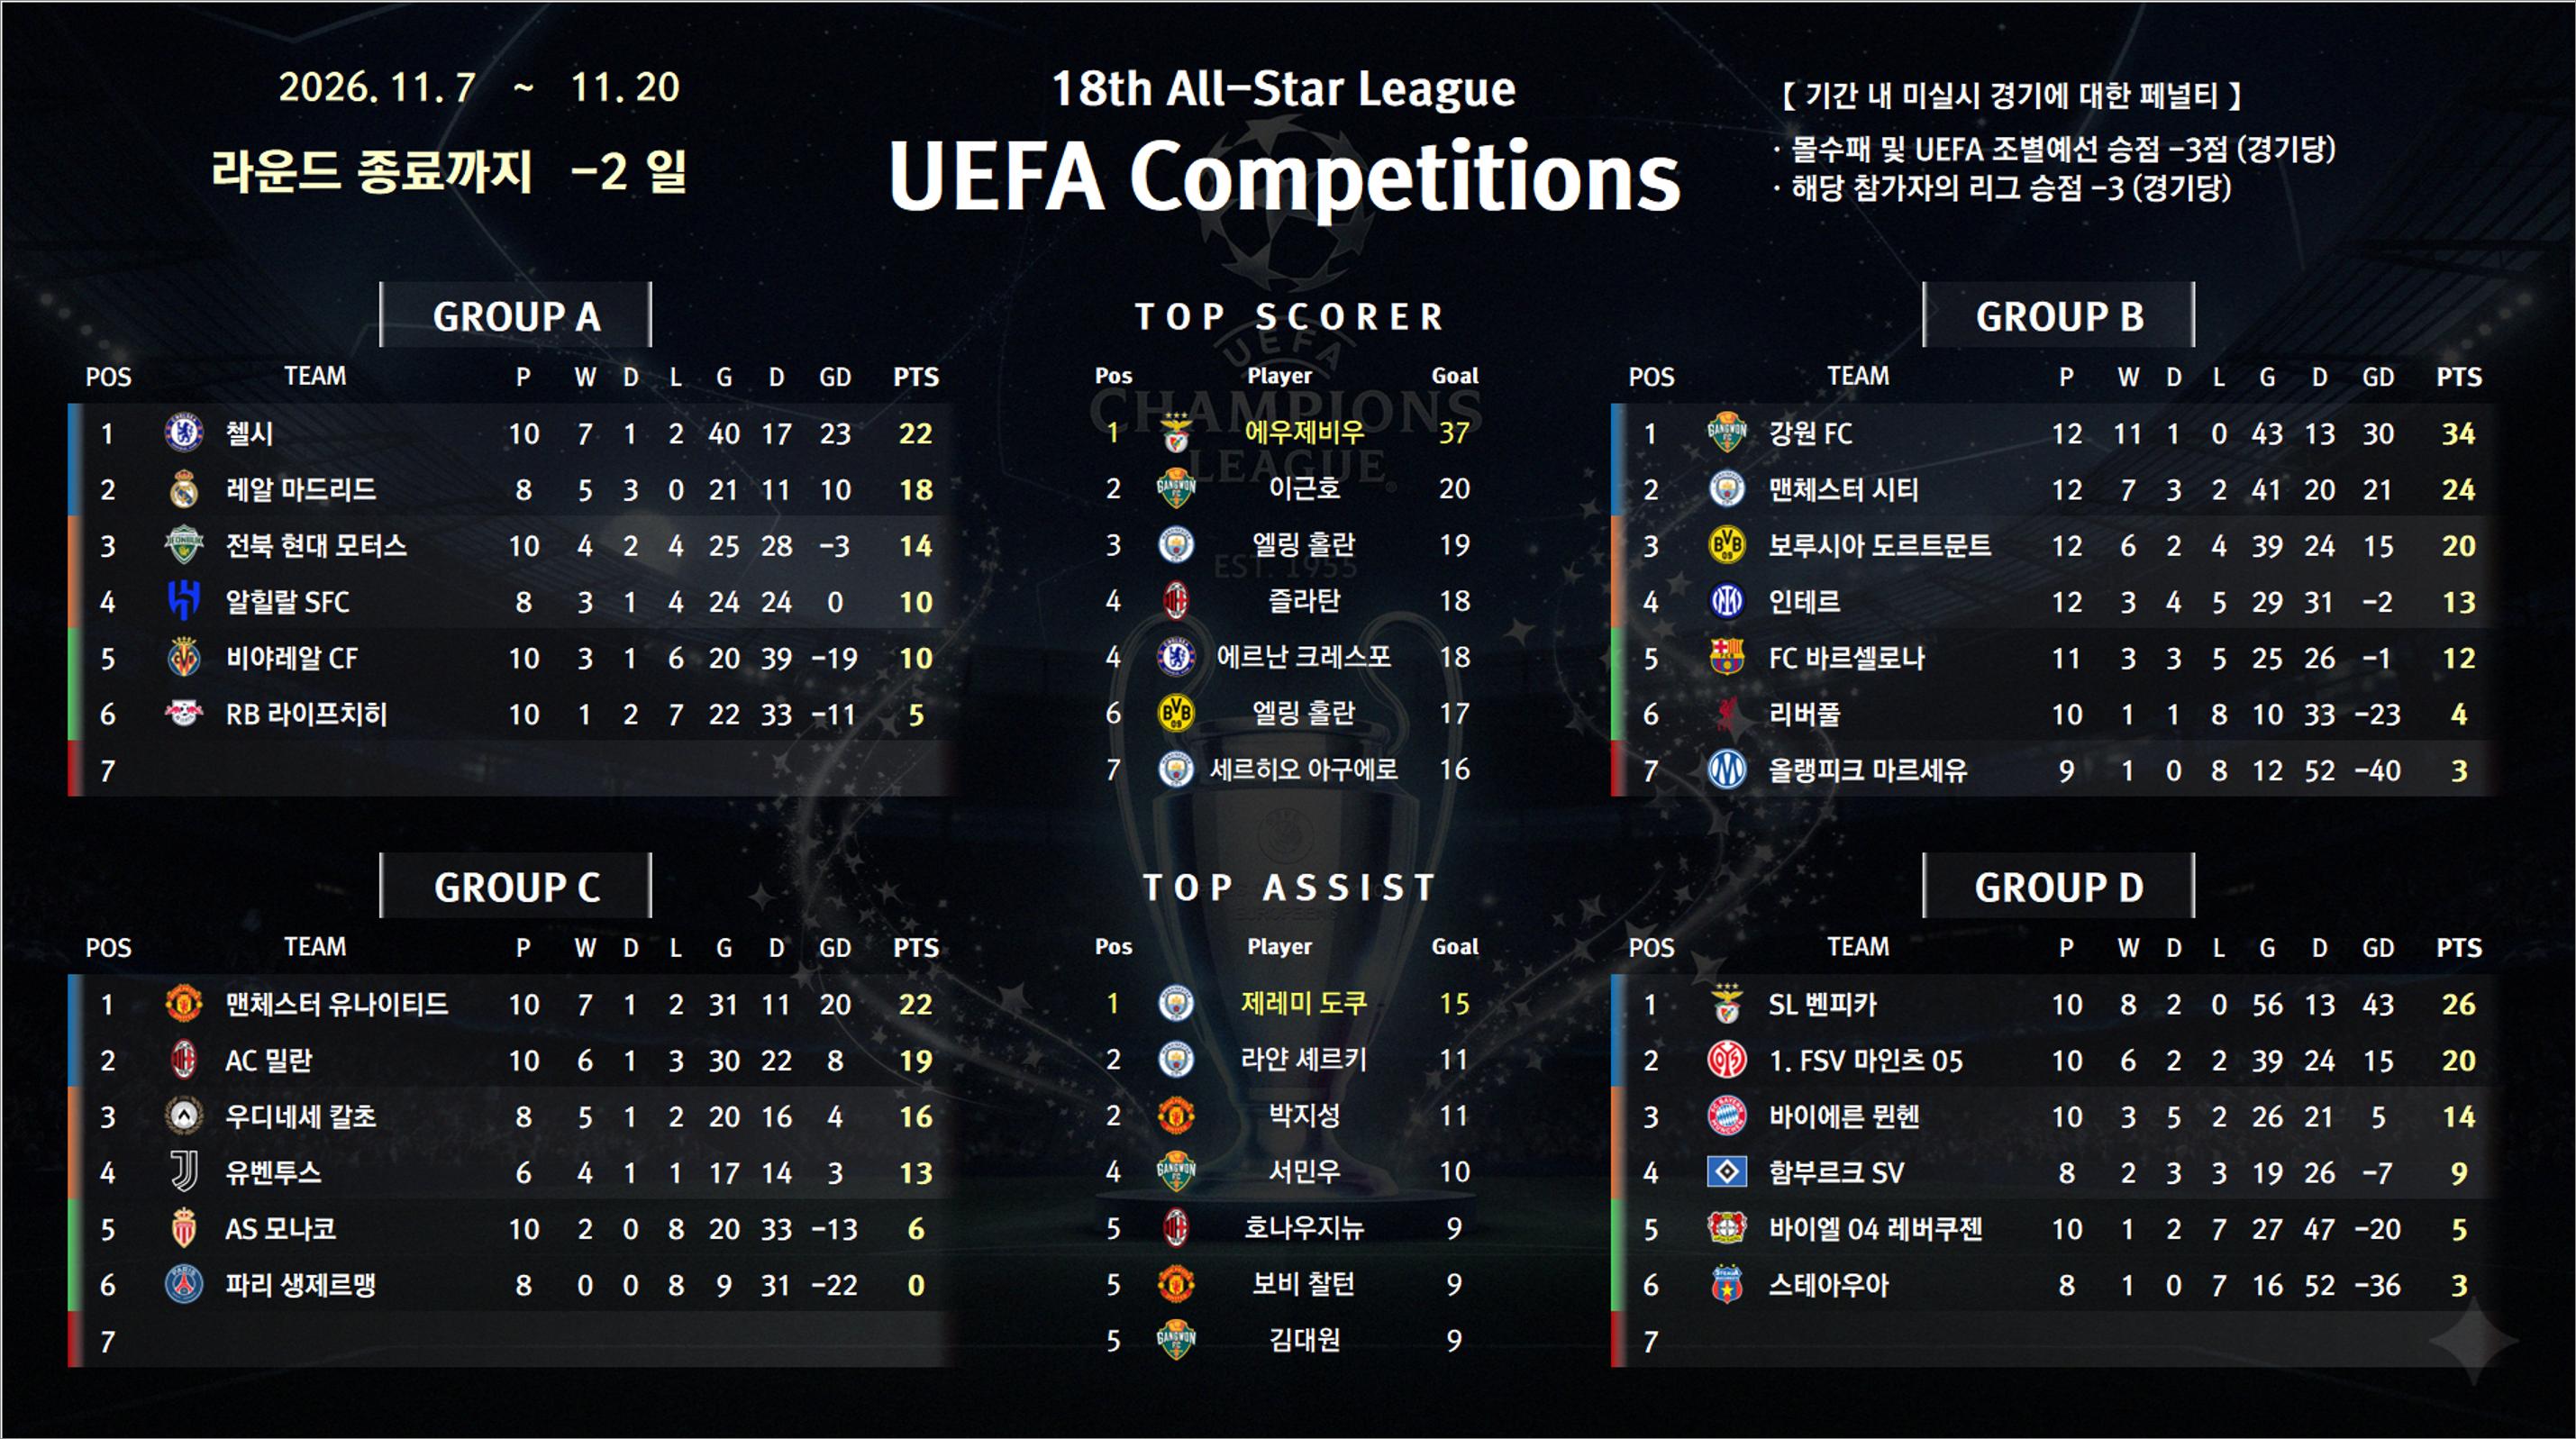 2026. 11. 7 ~ 11. 20
라운드 종료까지 -2 일
18th All-Star League
UEFA Competitions
【 기간 내 미실시 경기에 대한 페널티 】
· 몰수패 및 UEFA 조별예선 승점 -3점 (경기당)
· 해당 참가자의 리그 승점 -3 (경기당)
GROUP A
POS TEAM P W D L G D GD PTS
1 첼시 10 7 1 2 40 17 23 22
2 레알 마드리드 8 5 3 0 21 11 10 18
3 전북 현대 모터스 10 4 2 4 25 28 -3 14
4 알힐랄 SFC 8 3 1 4 24 24 0 10
5 비야레알 CF 10 3 1 6 20 39 -19 10
6 RB 라이프치히 10 1 2 7 22 33 -11 5
7
TOP SCORER
Pos Player Goal
1 에우제비우 37
2 이근호 20
3 엘링 홀란 19
4 즐라탄 18
4 에르난 크레스포 18
6 엘링 홀란 17
7 세르히오 아구에로 16
UEFA
CHAMPIONS
LEAGUE
EST. 1955
GROUP B
POS TEAM P W D L G D GD PTS
1 강원 FC 12 11 1 0 43 13 30 34
2 맨체스터 시티 12 7 3 2 41 20 21 24
3 보루시아 도르트문트 12 6 2 4 39 24 15 20
4 인테르 12 3 4 5 29 31 -2 13
5 FC 바르셀로나 11 3 3 5 25 26 -1 12
6 리버풀 10 1 1 8 10 33 -23 4
7 올랭피크 마르세유 9 1 0 8 12 52 -40 3
GROUP C
POS TEAM P W D L G D GD PTS
1 맨체스터 유나이티드 10 7 1 2 31 11 20 22
2 AC 밀란 10 6 1 3 30 22 8 19
3 우디네세 칼초 8 5 1 2 20 16 4 16
4 유벤투스 6 4 1 1 17 14 3 13
5 AS 모나코 10 2 0 8 20 33 -13 6
6 파리 생제르맹 8 0 0 8 9 31 -22 0
7
TOP ASSIST
Pos Player Goal
1 제레미 도쿠 15
2 라얀 셰르키 11
2 박지성 11
4 서민우 10
5 호나우지뉴 9
5 보비 찰턴 9
5 김대원 9
GROUP D
POS TEAM P W D L G D GD PTS
1 SL 벤피카 10 8 2 0 56 13 43 26
2 1. FSV 마인츠 05 10 6 2 2 39 24 15 20
3 바이에른 뮌헨 10 3 5 2 26 21 5 14
4 함부르크 SV 8 2 3 3 19 26 -7 9
5 바이엘 04 레버쿠젠 10 1 2 7 27 47 -20 5
6 스테아우아 8 1 0 7 16 52 -36 3
7